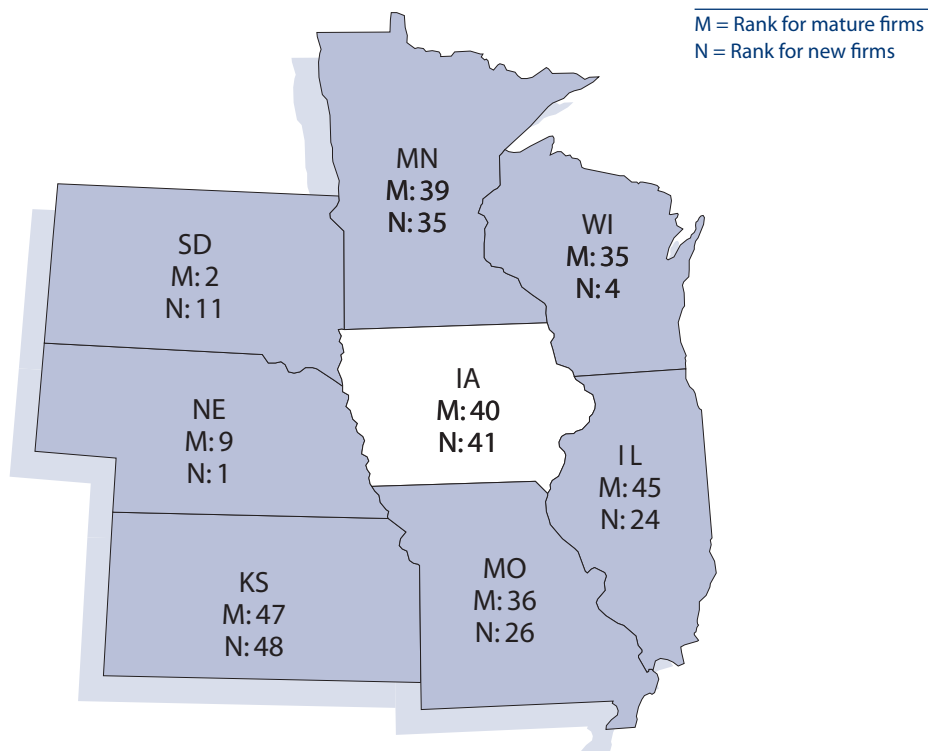 M = Rank for mature firms
N = Rank for new firms
MN
M: 39
N: 35
WI
M: 35
N: 4
SD
M: 2
N: 11
IA
M: 40
N: 41
NE
M: 9
N: 1
IL
M: 45
N: 24
KS
M: 47
N: 48
MO
M: 36
N: 26